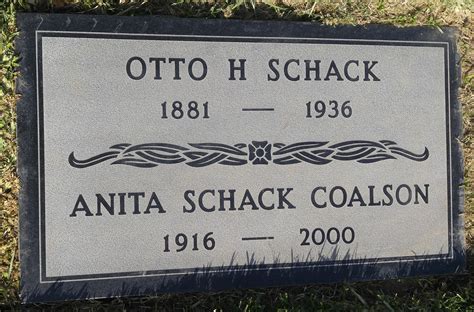 OTTO H SCHACK
1881 — 1936
ANITA SCHACK COALSON
1916 — 2000